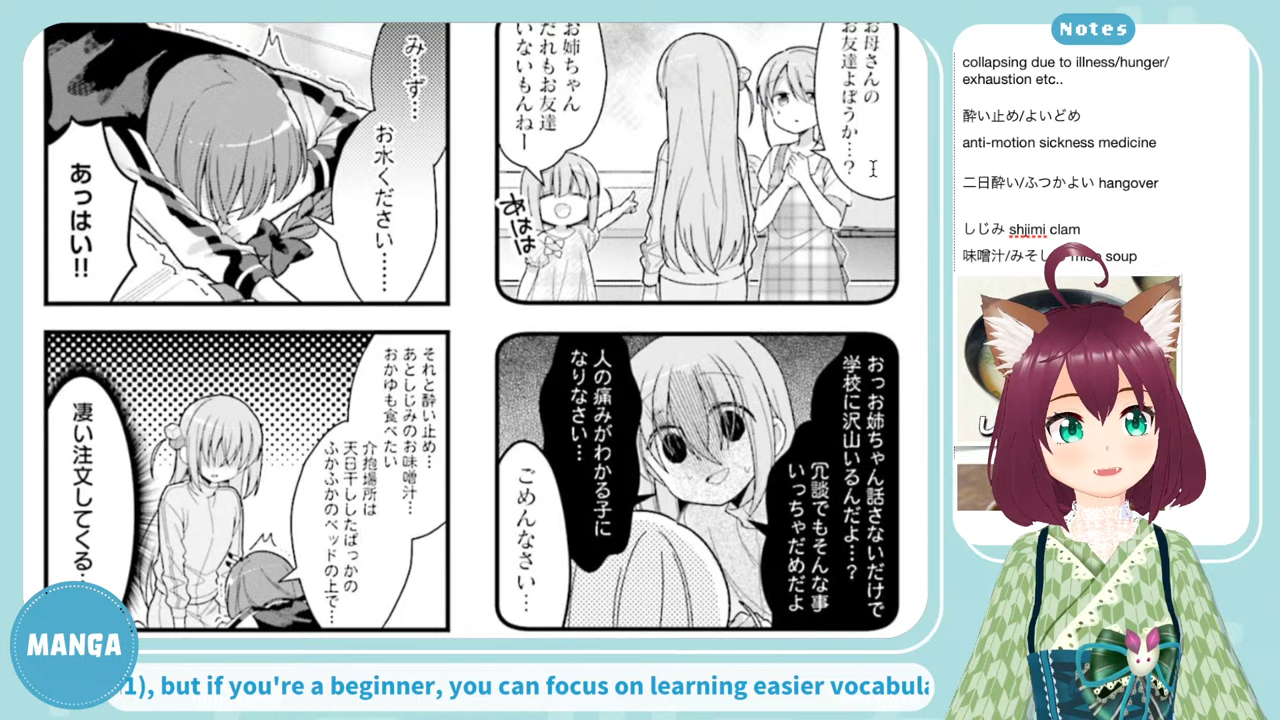 お母さんの
お友達よぼうか…?
お姉ちゃん
だれもお友達
いないもんねー
あはは
おっお姉ちゃん話さないだけで
学校に沢山いるんだよ…?
冗談でもそんな事
いっちゃだめだよ
人の痛みがわかる子に
なりなさい…
ごめんなさい…
み…ず…
お水ください……
あっはい!!
それと酔い止め…
あとしじみのお味噌汁…
おかゆも食べたい
介抱場所は
天日干ししたばっかの
ふかふかのベッドの上で…
凄い注文してくる…
Notes
collapsing due to illness/hunger/
exhaustion etc..
酔い止め/よいどめ
anti-motion sickness medicine
二日酔い/ふつかよい hangover
しじみ shjimi clam
味噌汁/みそし miso soup
し
MANGA
1), but if you're a beginner, you can focus on learning easier vocabula